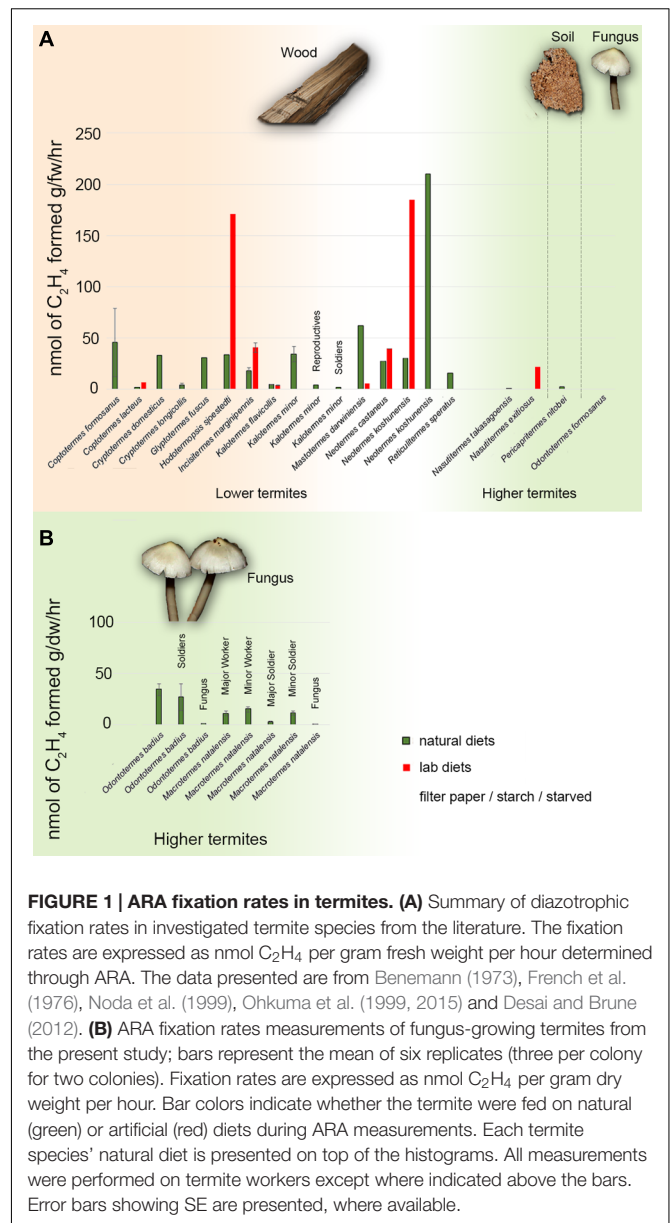 A
Wood
Soil
Fungus
nmol of C2H4 formed g/fw/hr
250
200
150
100
50
0
Reproductives
Soldiers
Coptotermes formosanus
Coptotermes lacteus
Cryptotermes domesticus
Cryptotermes longicollis
Glyptotermes fuscus
Hodotermopsis sjoestedti
Incisitermes marginipennis
Kalotermes flavicollis
Kalotermes minor
Kalotermes minor
Kalotermes minor
Mastotermes darwiniensis
Neotermes castaneus
Neotermes koshunensis
Neotermes koshunensis
Reticulitermes speratus
Nasutitermes takasagoensis
Nasutitermes exitiosus
Pericapritermes nitobei
Odontotermes formosanus
Lower termites
Higher termites
B
Fungus
nmol of C2H4 formed g/dw/hr
100
50
0
Soldiers
Fungus
Major Worker
Minor Worker
Major Soldier
Minor Soldier
Fungus
Odontotermes badius
Odontotermes badius
Odontotermes badius
Macrotermes natalensis
Macrotermes natalensis
Macrotermes natalensis
Macrotermes natalensis
Macrotermes natalensis
Higher termites
natural diets
lab diets
filter paper / starch / starved
FIGURE 1 | ARA fixation rates in termites. (A) Summary of diazotrophic
fixation rates in investigated termite species from the literature. The fixation
rates are expressed as nmol C2H4 per gram fresh weight per hour determined
through ARA. The data presented are from Benemann (1973), French et al.
(1976), Noda et al. (1999), Ohkuma et al. (1999, 2015) and Desai and Brune
(2012). (B) ARA fixation rates measurements of fungus-growing termites from
the present study; bars represent the mean of six replicates (three per colony
for two colonies). Fixation rates are expressed as nmol C2H4 per gram dry
weight per hour. Bar colors indicate whether the termite were fed on natural
(green) or artificial (red) diets during ARA measurements. Each termite
species' natural diet is presented on top of the histograms. All measurements
were performed on termite workers except where indicated above the bars.
Error bars showing SE are presented, where available.